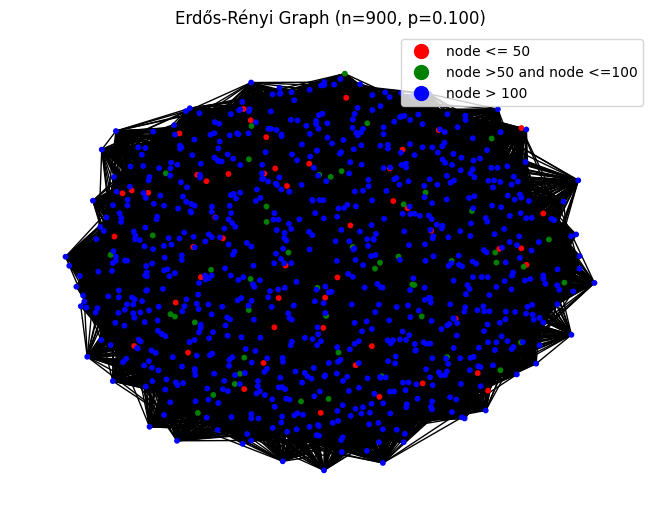 Erdős-Rényi Graph (n=900, p=0.100)
node <= 50
node >50 and node <=100
node > 100